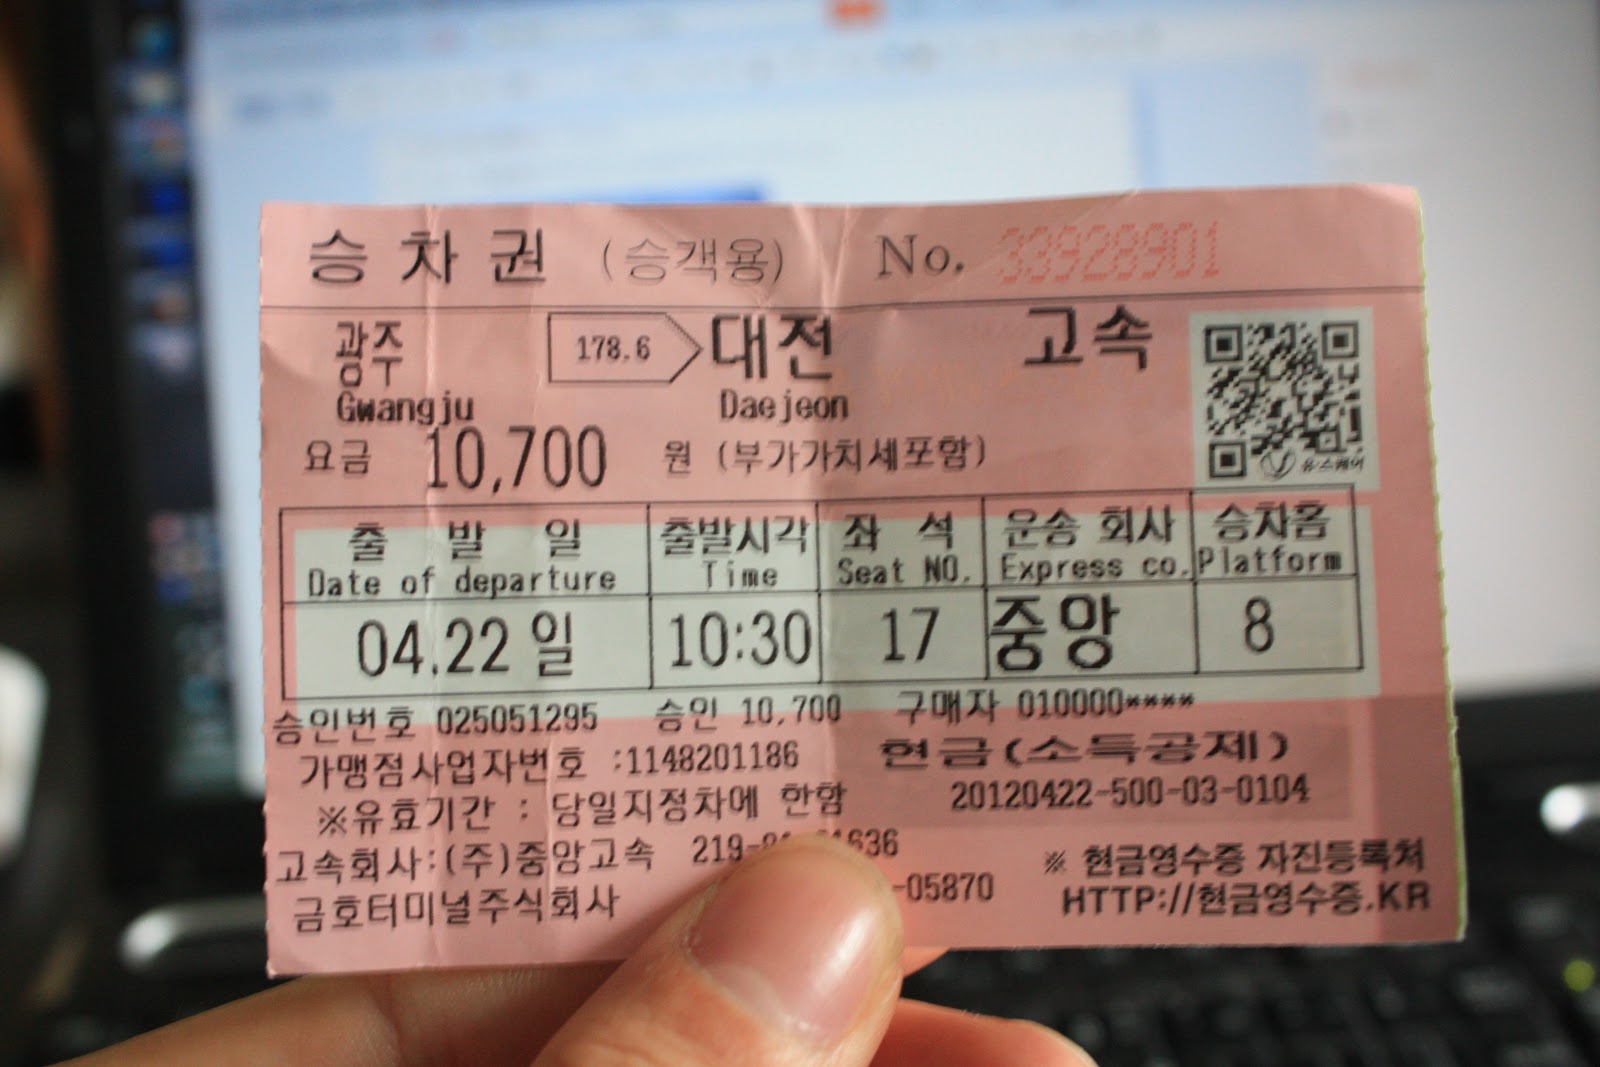 승차권 (승객용) No. 33928901
광주 178.6 대전 고속
Gwangju Daejeon
요금 10,700 원 (부가가치세포함)
유·스퀘어
출 발 일 출발시각 좌 석 운송 회사 승차홈
Date of departure Time Seat NO. Express co. Platform
04.22 일 10:30 17 중앙 8
승인번호 025051295 승인 10,700 구매자 010000****
가맹점사업자번호 :1148201186 현금(소득공제)
※유효기간 : 당일지정차에 한함 20120422-500-03-0104
고속회사:(주)중앙고속 219- ※ 현금영수증 자진등록처
금호터미널주식회사 -05870 HTTP://현금영수증.KR